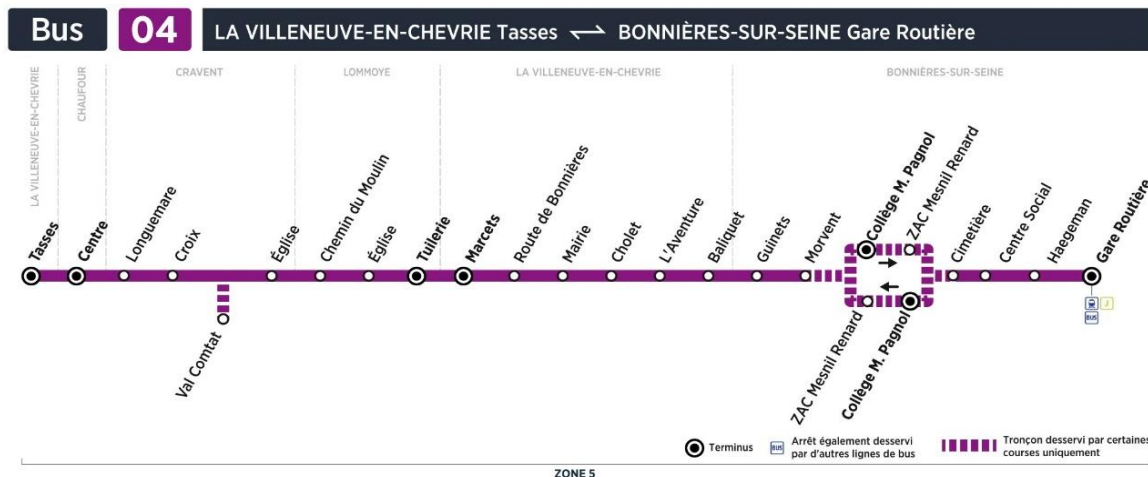 Bus 04 LA VILLENEUVE-EN-CHEVRIE Tasses BONNIÈRES-SUR-SEINE Gare Routière
LA VILLENEUVE-EN-CHEVRIE
CHAUFOUR
CRAVENT
LOMMOYE
LA VILLENEUVE-EN-CHEVRIE
BONNIÈRES-SUR-SEINE
Tasses
Centre
Longuemare
Croix
Val Comtat
Église
Chemin du Moulin
Église
Tuilerie
Marcets
Route de Bonnières
Mairie
Cholet
L'Aventure
Baliquet
Guinets
Morvent
Collège M. Pagnol
ZAC Mesnil Renard
ZAC Mesnil Renard
Collège M. Pagnol
Cimetière
Centre Social
Haegeman
Gare Routière
J
BUS
Terminus
BUS
Arrêt également desservi
par d'autres lignes de bus
Tronçon desservi par certaines
courses uniquement
ZONE 5